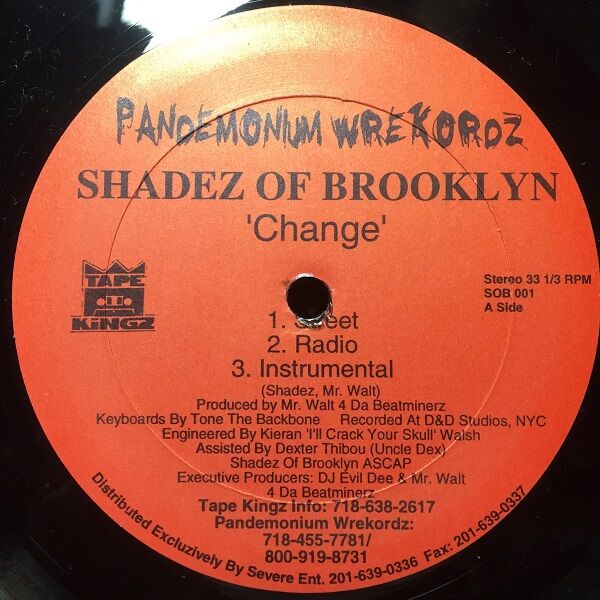 PANDEMONIUM WREKORDZ
SHADEZ OF BROOKLYN
'Change'
TAPE
KINGZ
Stereo 33 1/3 RPM
SOB 001
A Side
1. Street
2. Radio
3. Instrumental
(Shadez, Mr. Walt)
Produced by Mr. Walt 4 Da Beatminerz
Keyboards By Tone The Backbone Recorded At D&D Studios, NYC
Engineered By Kieran 'I'll Crack Your Skull' Walsh
Assisted By Dexter Thibou (Uncle Dex)
Shadez Of Brooklyn ASCAP
Executive Producers: DJ Evil Dee & Mr. Walt
4 Da Beatminerz
Tape Kingz Info: 718-638-2617
Pandemonium Wrekordz:
718-455-7781/
800-919-8731
Distributed Excluzively By Severe Ent. 201-639-0336 Fax: 201-639-0337